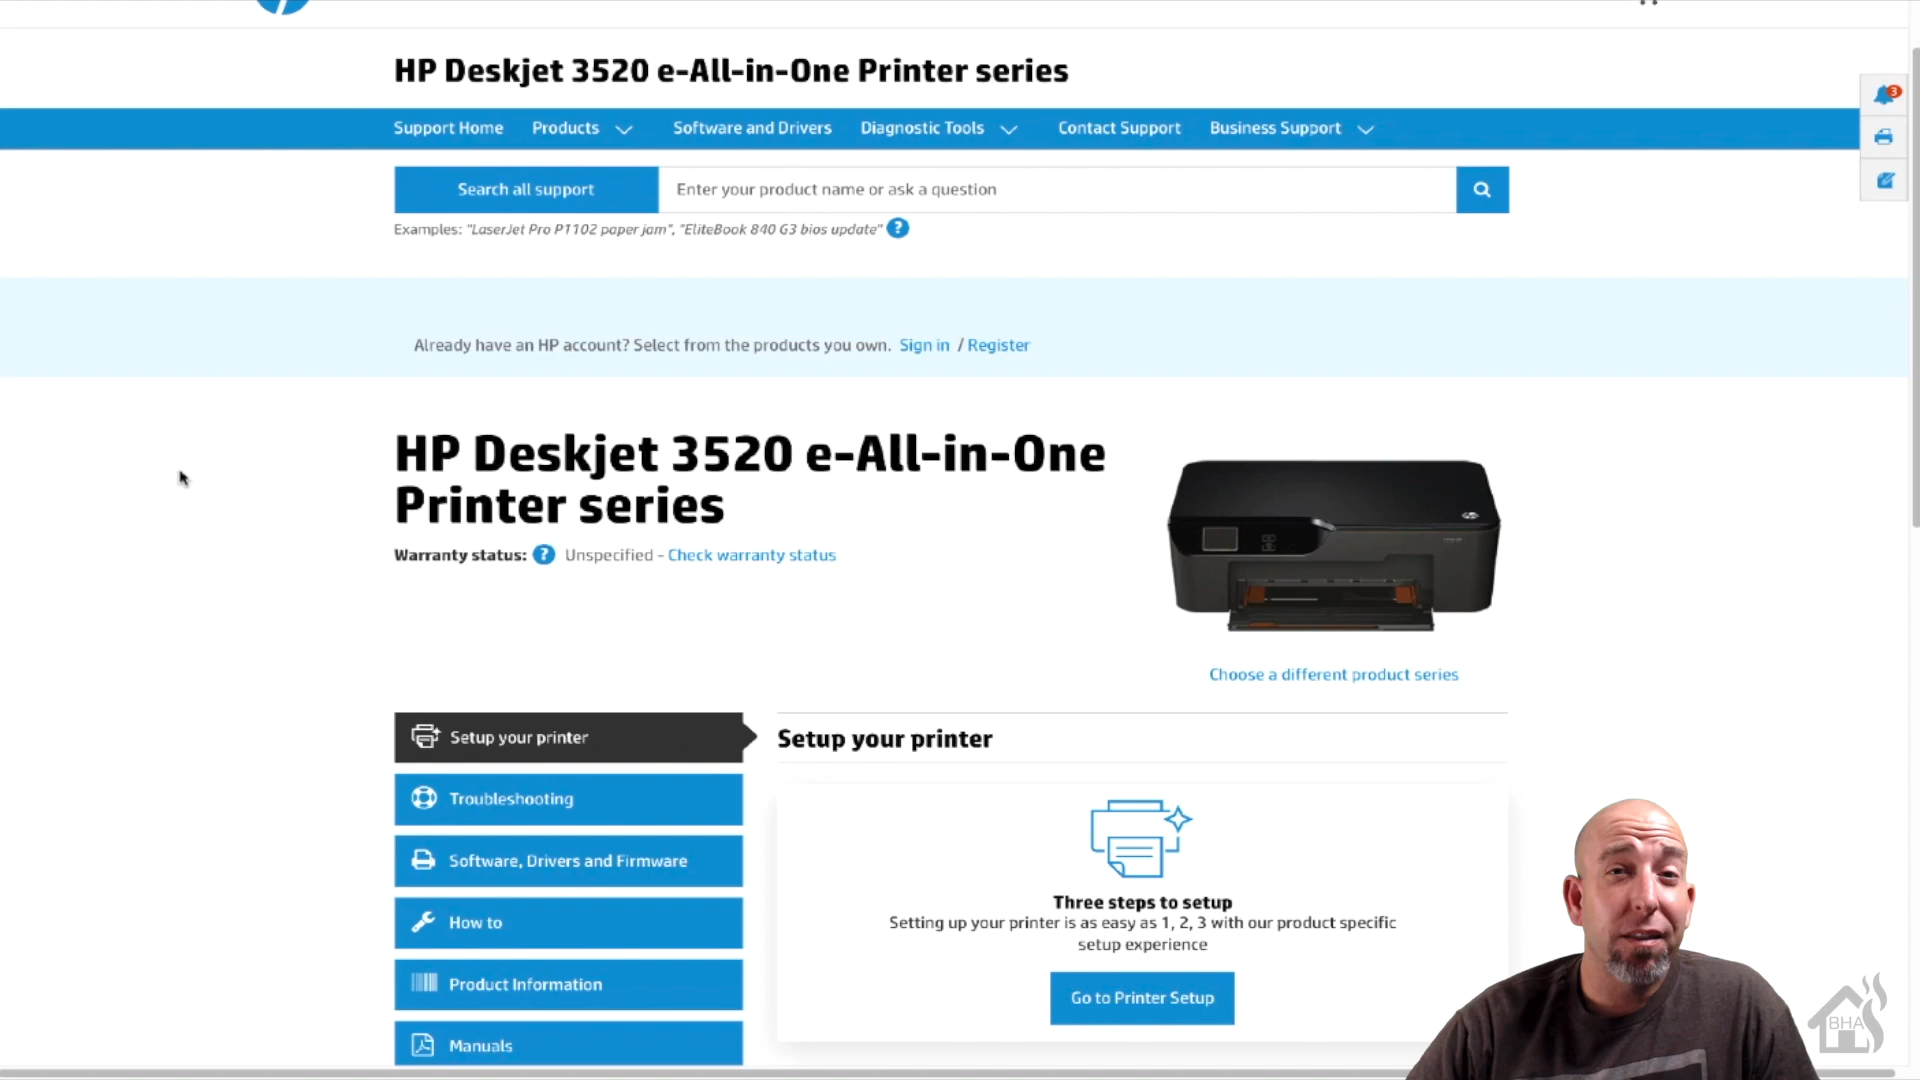 HP Deskjet 3520 e-All-in-One Printer series
Support Home Products Software and Drivers Diagnostic Tools Contact Support Business Support
3
Search all support Enter your product name or ask a question
Examples: "LaserJet Pro P1102 paper jam", "EliteBook 840 G3 bios update" ?
Already have an HP account? Select from the products you own. Sign in / Register
HP Deskjet 3520 e-All-in-One
Printer series
Warranty status: ? Unspecified - Check warranty status
Choose a different product series
Setup your printer
Troubleshooting
Software, Drivers and Firmware
How to
Product Information
Manuals
Setup your printer
Three steps to setup
Setting up your printer is as easy as 1, 2, 3 with our product specific
setup experience
Go to Printer Setup
BHA